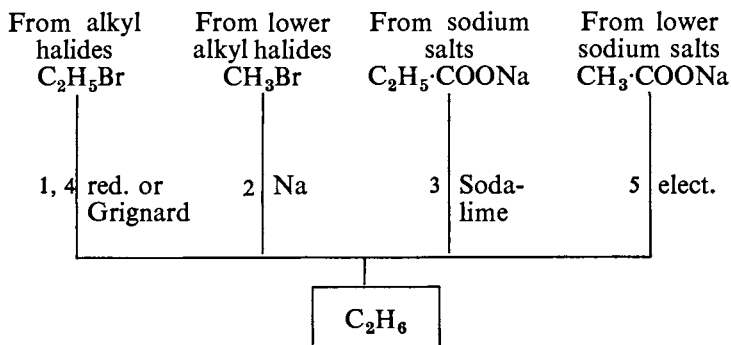 From alkyl
halides
C₂H₅Br
From lower
alkyl halides
CH₃Br
From sodium
salts
C₂H₅·COONa
From lower
sodium salts
CH₃·COONa
1, 4 red. or
Grignard
2 Na
3 Soda-
lime
5 elect.
C₂H₆